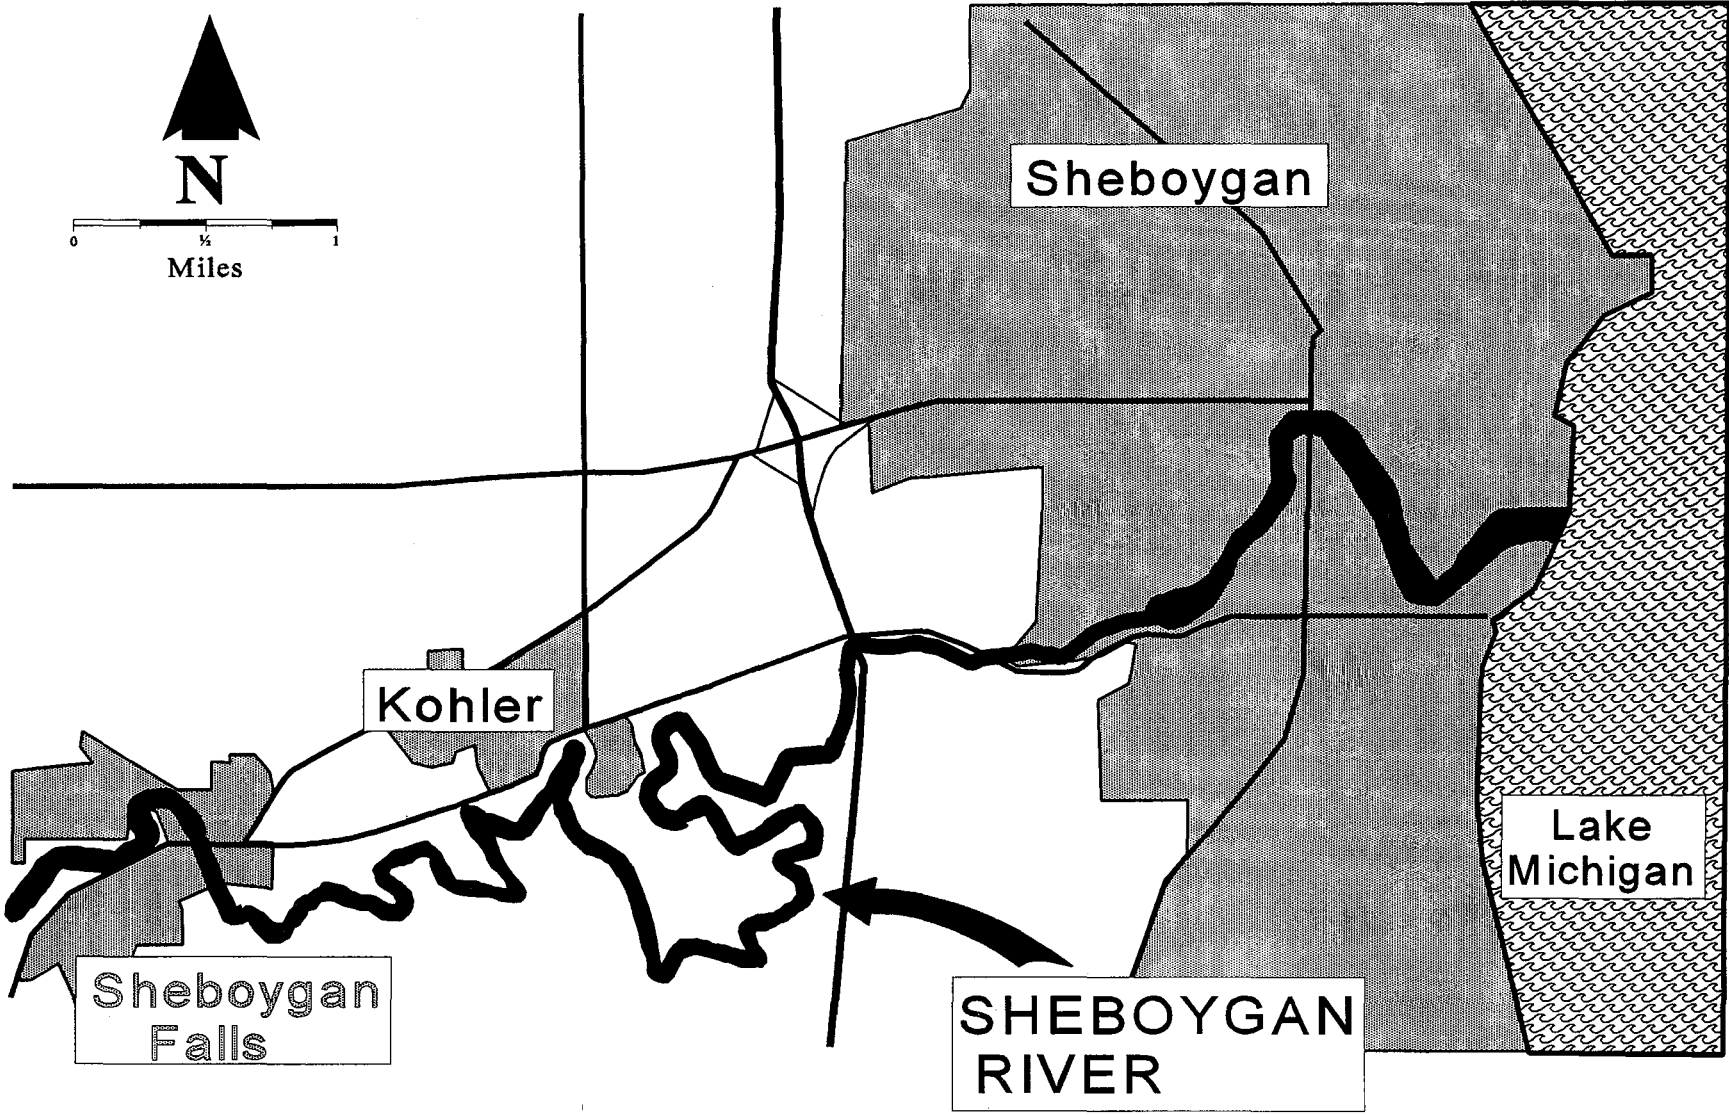 N
0 ½ 1
Miles
Sheboygan
Kohler
Lake
Michigan
Sheboygan
Falls
SHEBOYGAN
RIVER